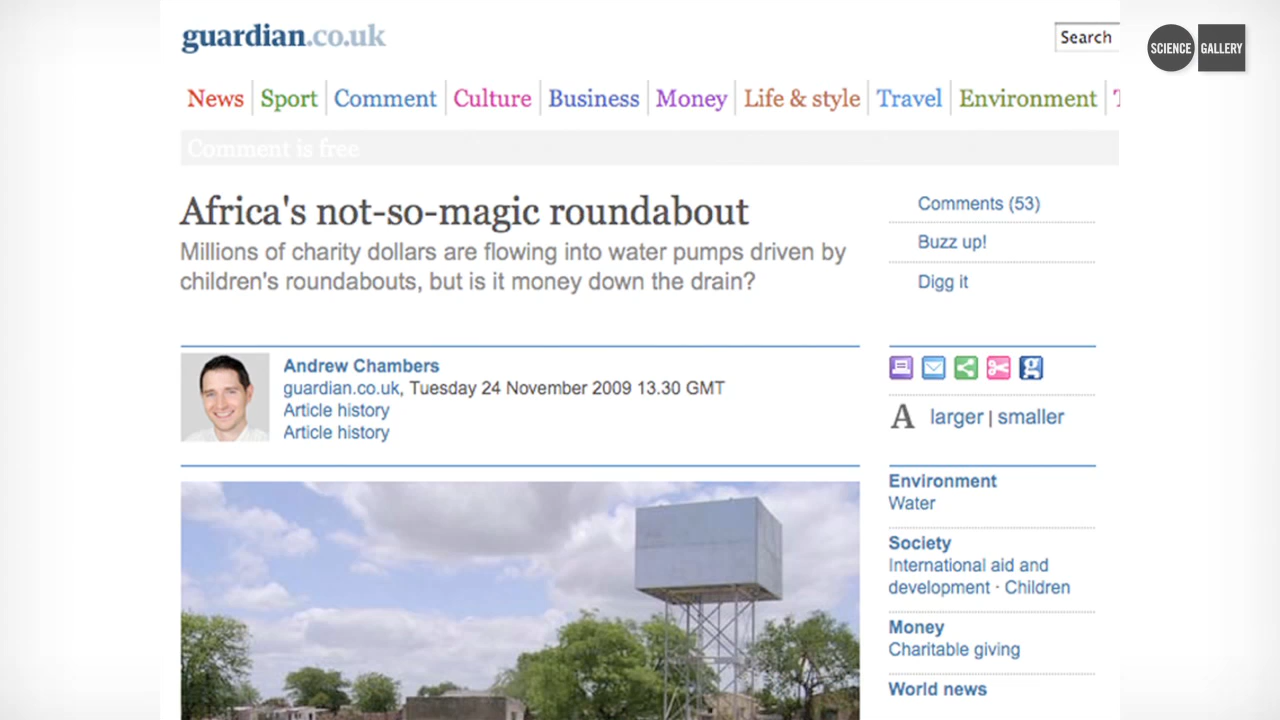 guardian.co.uk
Search
SCIENCE GALLERY
News Sport Comment Culture Business Money Life & style Travel Environment
Comment is free
Africa's not-so-magic roundabout
Millions of charity dollars are flowing into water pumps driven by
children's roundabouts, but is it money down the drain?
Comments (53)
Buzz up!
Digg it
Andrew Chambers
guardian.co.uk, Tuesday 24 November 2009 13.30 GMT
Article history
Article history
A larger | smaller
Environment
Water
Society
International aid and
development · Children
Money
Charitable giving
World news